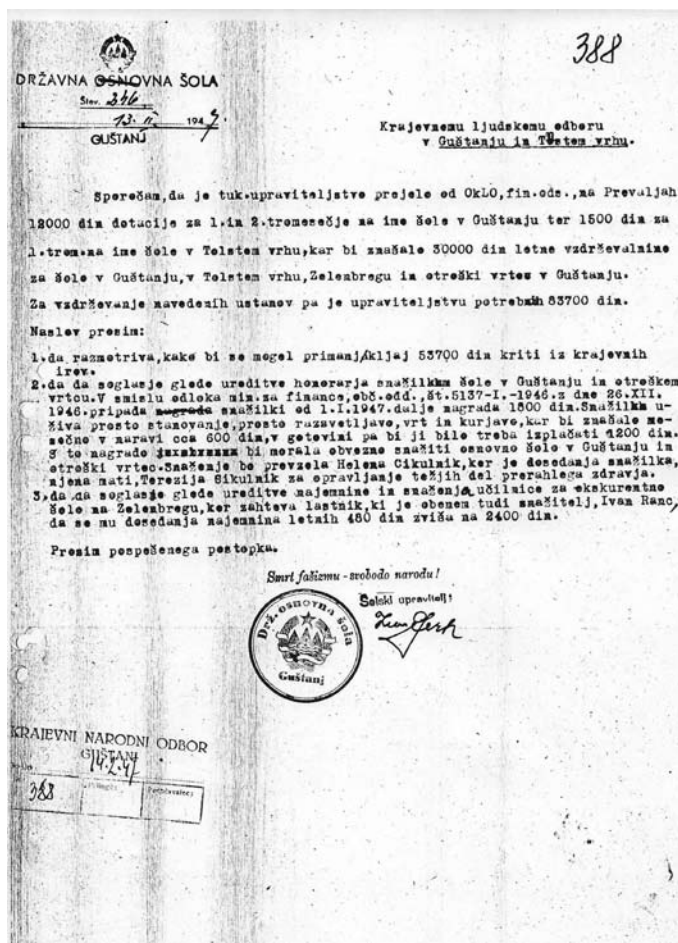 388
DRŽAVNA OSNOVNA ŠOLA
Štev. 346
13. II. 1947
GUŠTANJ
Krajevnemu ljudskemu odboru
v Guštanju in Tolstem vrhu.
Sporočam,da je tuk.upraviteljstvo prejelo od OkLO,fin.ods.,na Prevaljah
12000 din dotacije za 1.in 2.tromesečje na ime šole v Guštanju ter 1500 din za
1.trom.na ime šole v Tolstem vrhu,kar bi znašalo 30000 din letne vzdrževalnine
za šole v Guštanju,v Tolstem vrhu,Zelenbregu in otroški vrtec v Guštanju.
Za vzdrževanje navedenih ustanov pa je upraviteljstvu potrebnih 83700 din.
Naslov prosim:
1.da razmotriva,kako bi se mogel primanj/kljaj 53700 din kriti iz krajevnih
irev.
2.da da soglasje glede ureditve honorarja snažilkam šole v Guštanju in otroškem
vrtcu.V smislu odloka min.za finance,obč.odd.,št.5137-I.-1946.z dne 26.XII.
1946.pripada nagrada snažilki od 1.I.1947.dalje nagrada 1800 din.Snažilka u-
živa prosto stanovanje,prosto razsvetljavo,vrt in kurjavo,kar bi znašalo me-
sečno v naravi cca 600 din,v gotovini pa bi ji bilo treba izplačati 1200 din.
S to nagrado bi morala obvezno snažiti osnovno šolo v Guštanju in
otroški vrtec.Snaženje bo prevzela Helena Cikulnik,ker je dosedanja snažilka,
njena mati,Terezija Sikulnik za opravljanje težjih del prerahlega zdravja.
3.da da soglasje glede ureditve najemnine in snaženja učilnice za ekskurentno
šolo na Zelenbregu,ker zahteva lastnik,ki je obenem tudi snažitelj,Ivan Ranc,
da se mu dosedanja najemnina letnih 480 din zviša na 2400 din.
Prosim pospešenega postopka.
Smrt fašizmu - svobodo narodu!
Šolski upravitelj:
Drž. osnovna šola
Guštanj
KRAJEVNI NARODNI ODBOR
GUŠTANJ
14.2.47
388